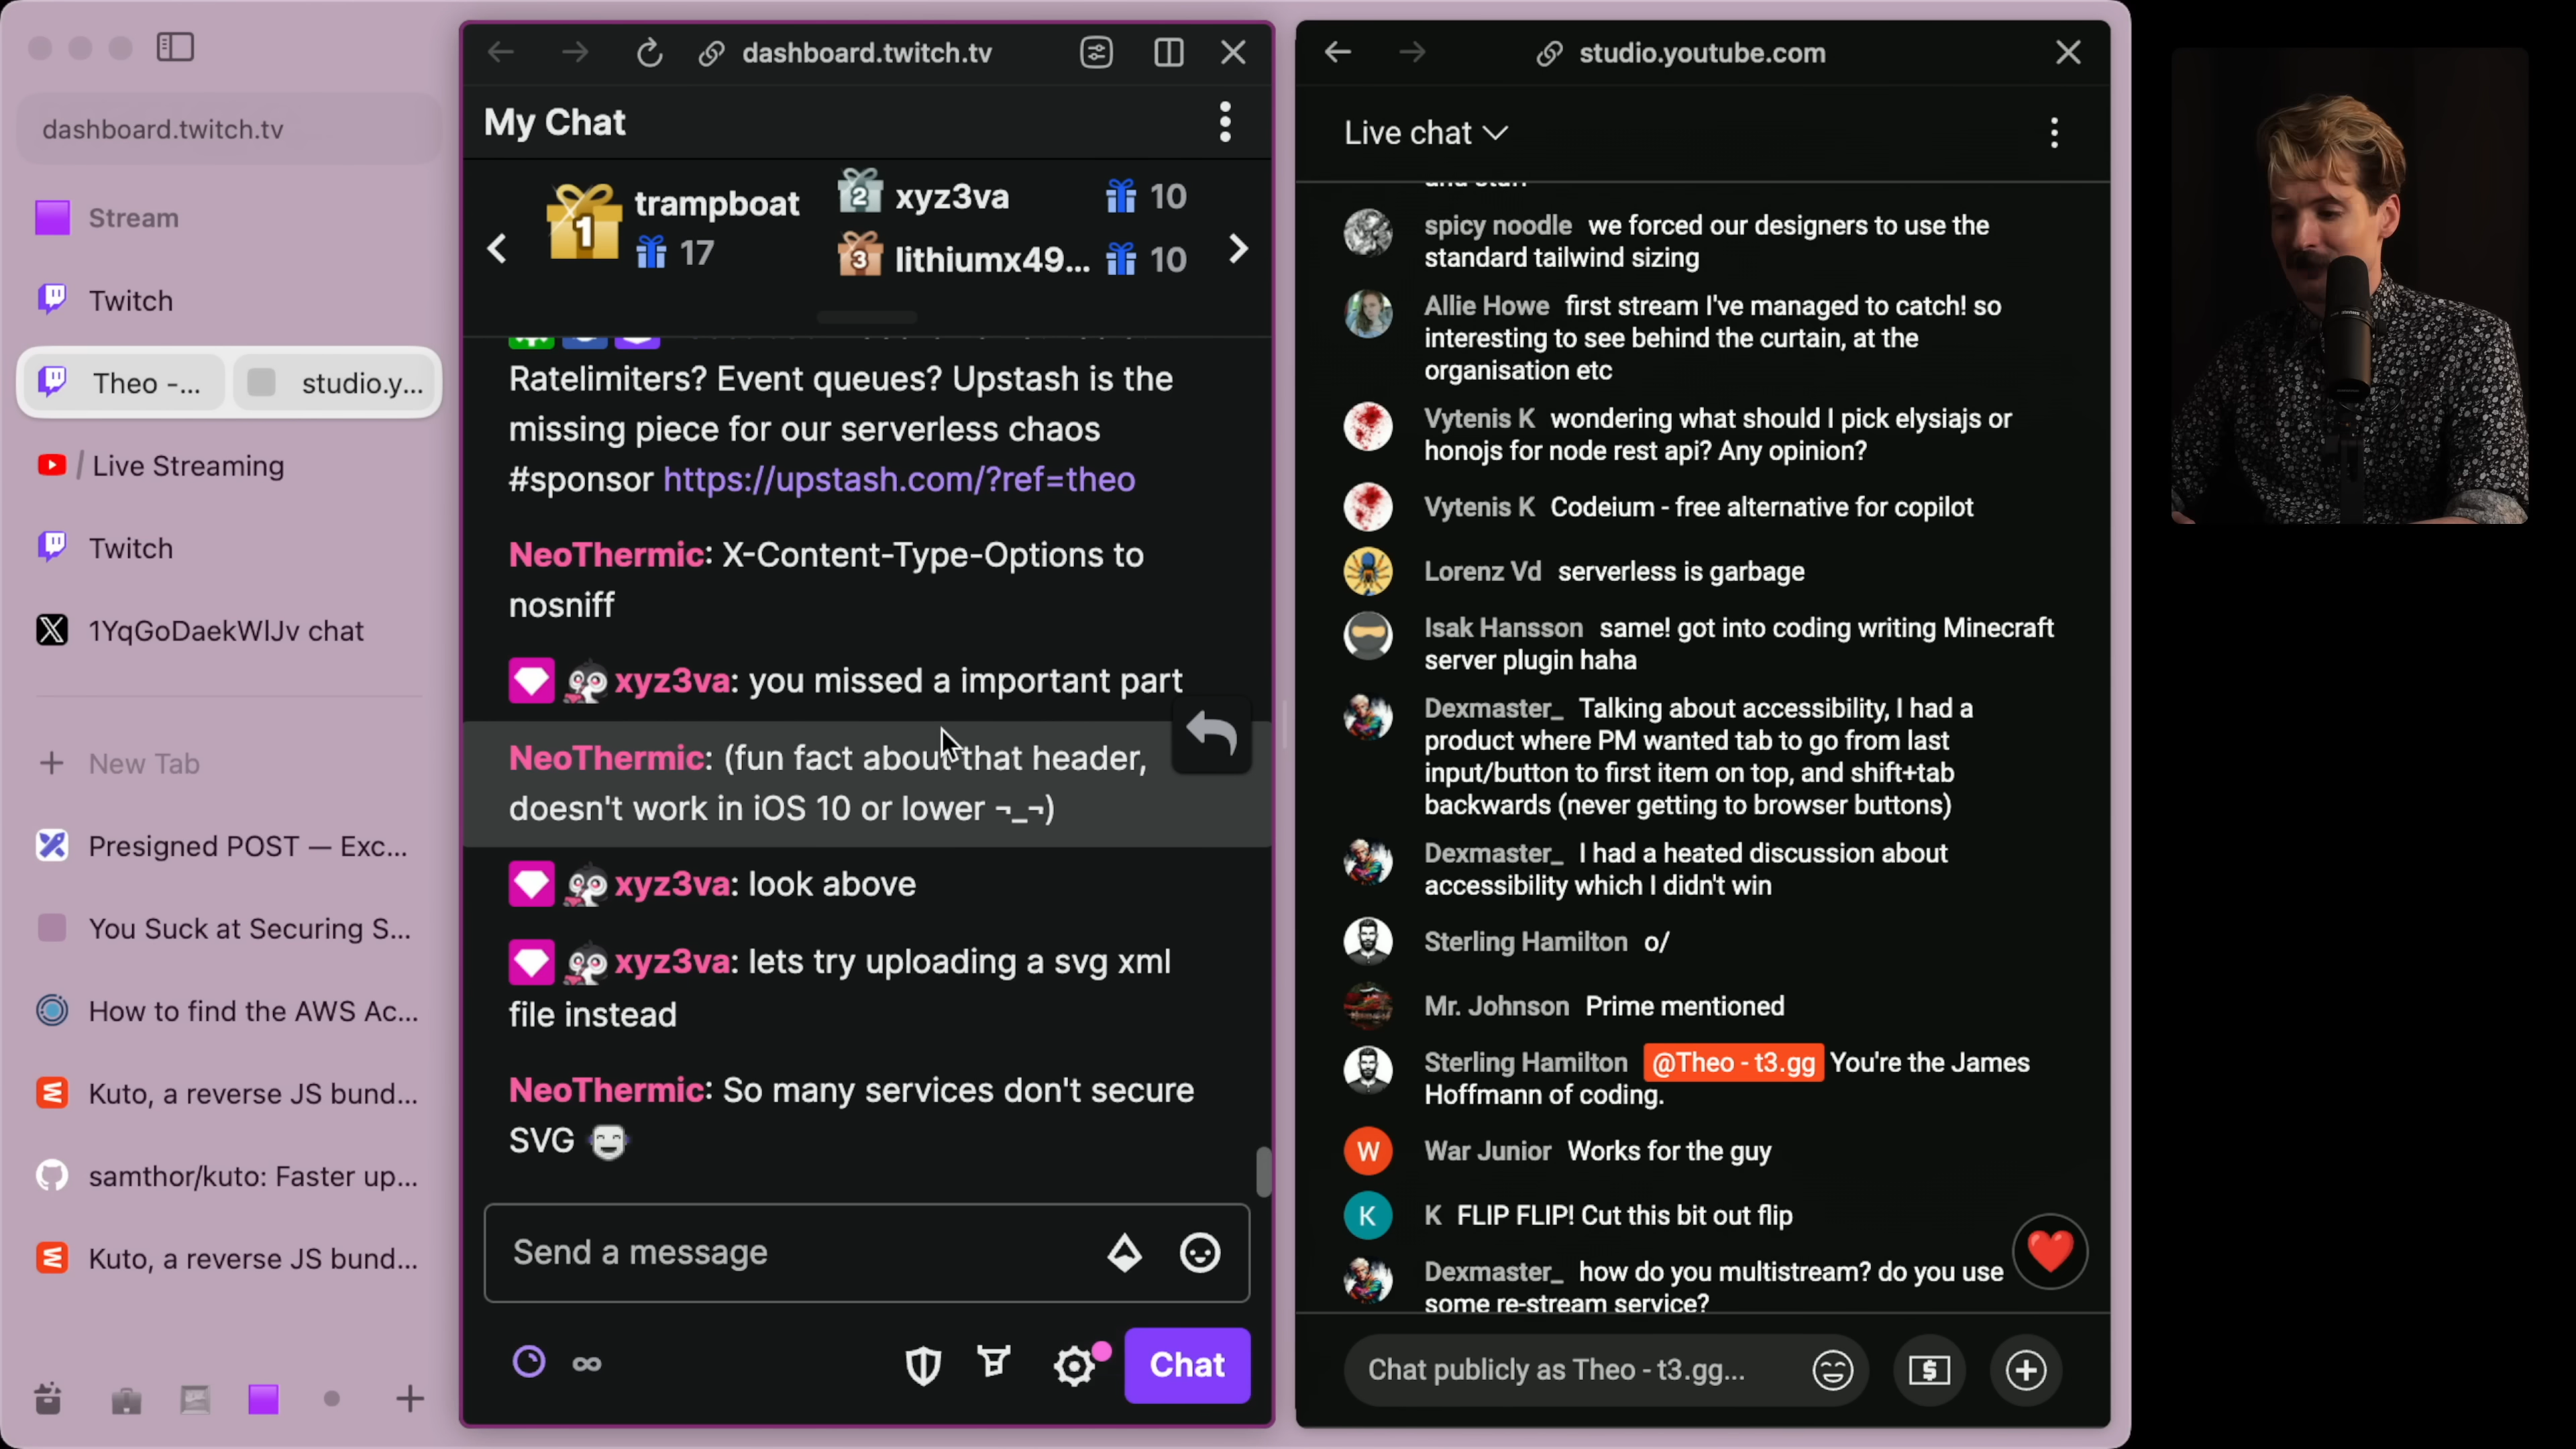 dashboard.twitch.tv
Stream
Twitch
Theo -...
studio.y...
/ Live Streaming
Twitch
1YqGoDaekWlJv chat
New Tab
Presigned POST — Exc...
You Suck at Securing S...
How to find the AWS Ac...
Kuto, a reverse JS bund...
samthor/kuto: Faster up...
Kuto, a reverse JS bund...
dashboard.twitch.tv
My Chat
1 trampboat
17
2 xyz3va 10
3 lithiumx49... 10
Ratelimiters? Event queues? Upstash is the
missing piece for our serverless chaos
#sponsor https://upstash.com/?ref=theo
NeoThermic: X-Content-Type-Options to
nosniff
xyz3va: you missed a important part
NeoThermic: (fun fact about that header,
doesn't work in iOS 10 or lower ¬_¬)
xyz3va: look above
xyz3va: lets try uploading a svg xml
file instead
NeoThermic: So many services don't secure
SVG
Send a message
Chat
studio.youtube.com
Live chat
and stuff
spicy noodle we forced our designers to use the
standard tailwind sizing
Allie Howe first stream I've managed to catch! so
interesting to see behind the curtain, at the
organisation etc
Vytenis K wondering what should I pick elysiajs or
honojs for node rest api? Any opinion?
Vytenis K Codeium - free alternative for copilot
Lorenz Vd serverless is garbage
Isak Hansson same! got into coding writing Minecraft
server plugin haha
Dexmaster_ Talking about accessibility, I had a
product where PM wanted tab to go from last
input/button to first item on top, and shift+tab
backwards (never getting to browser buttons)
Dexmaster_ I had a heated discussion about
accessibility which I didn't win
Sterling Hamilton o/
Mr. Johnson Prime mentioned
Sterling Hamilton @Theo - t3.gg You're the James
Hoffmann of coding.
W War Junior Works for the guy
K K FLIP FLIP! Cut this bit out flip
Dexmaster_ how do you multistream? do you use
some re-stream service?
Chat publicly as Theo - t3.gg...